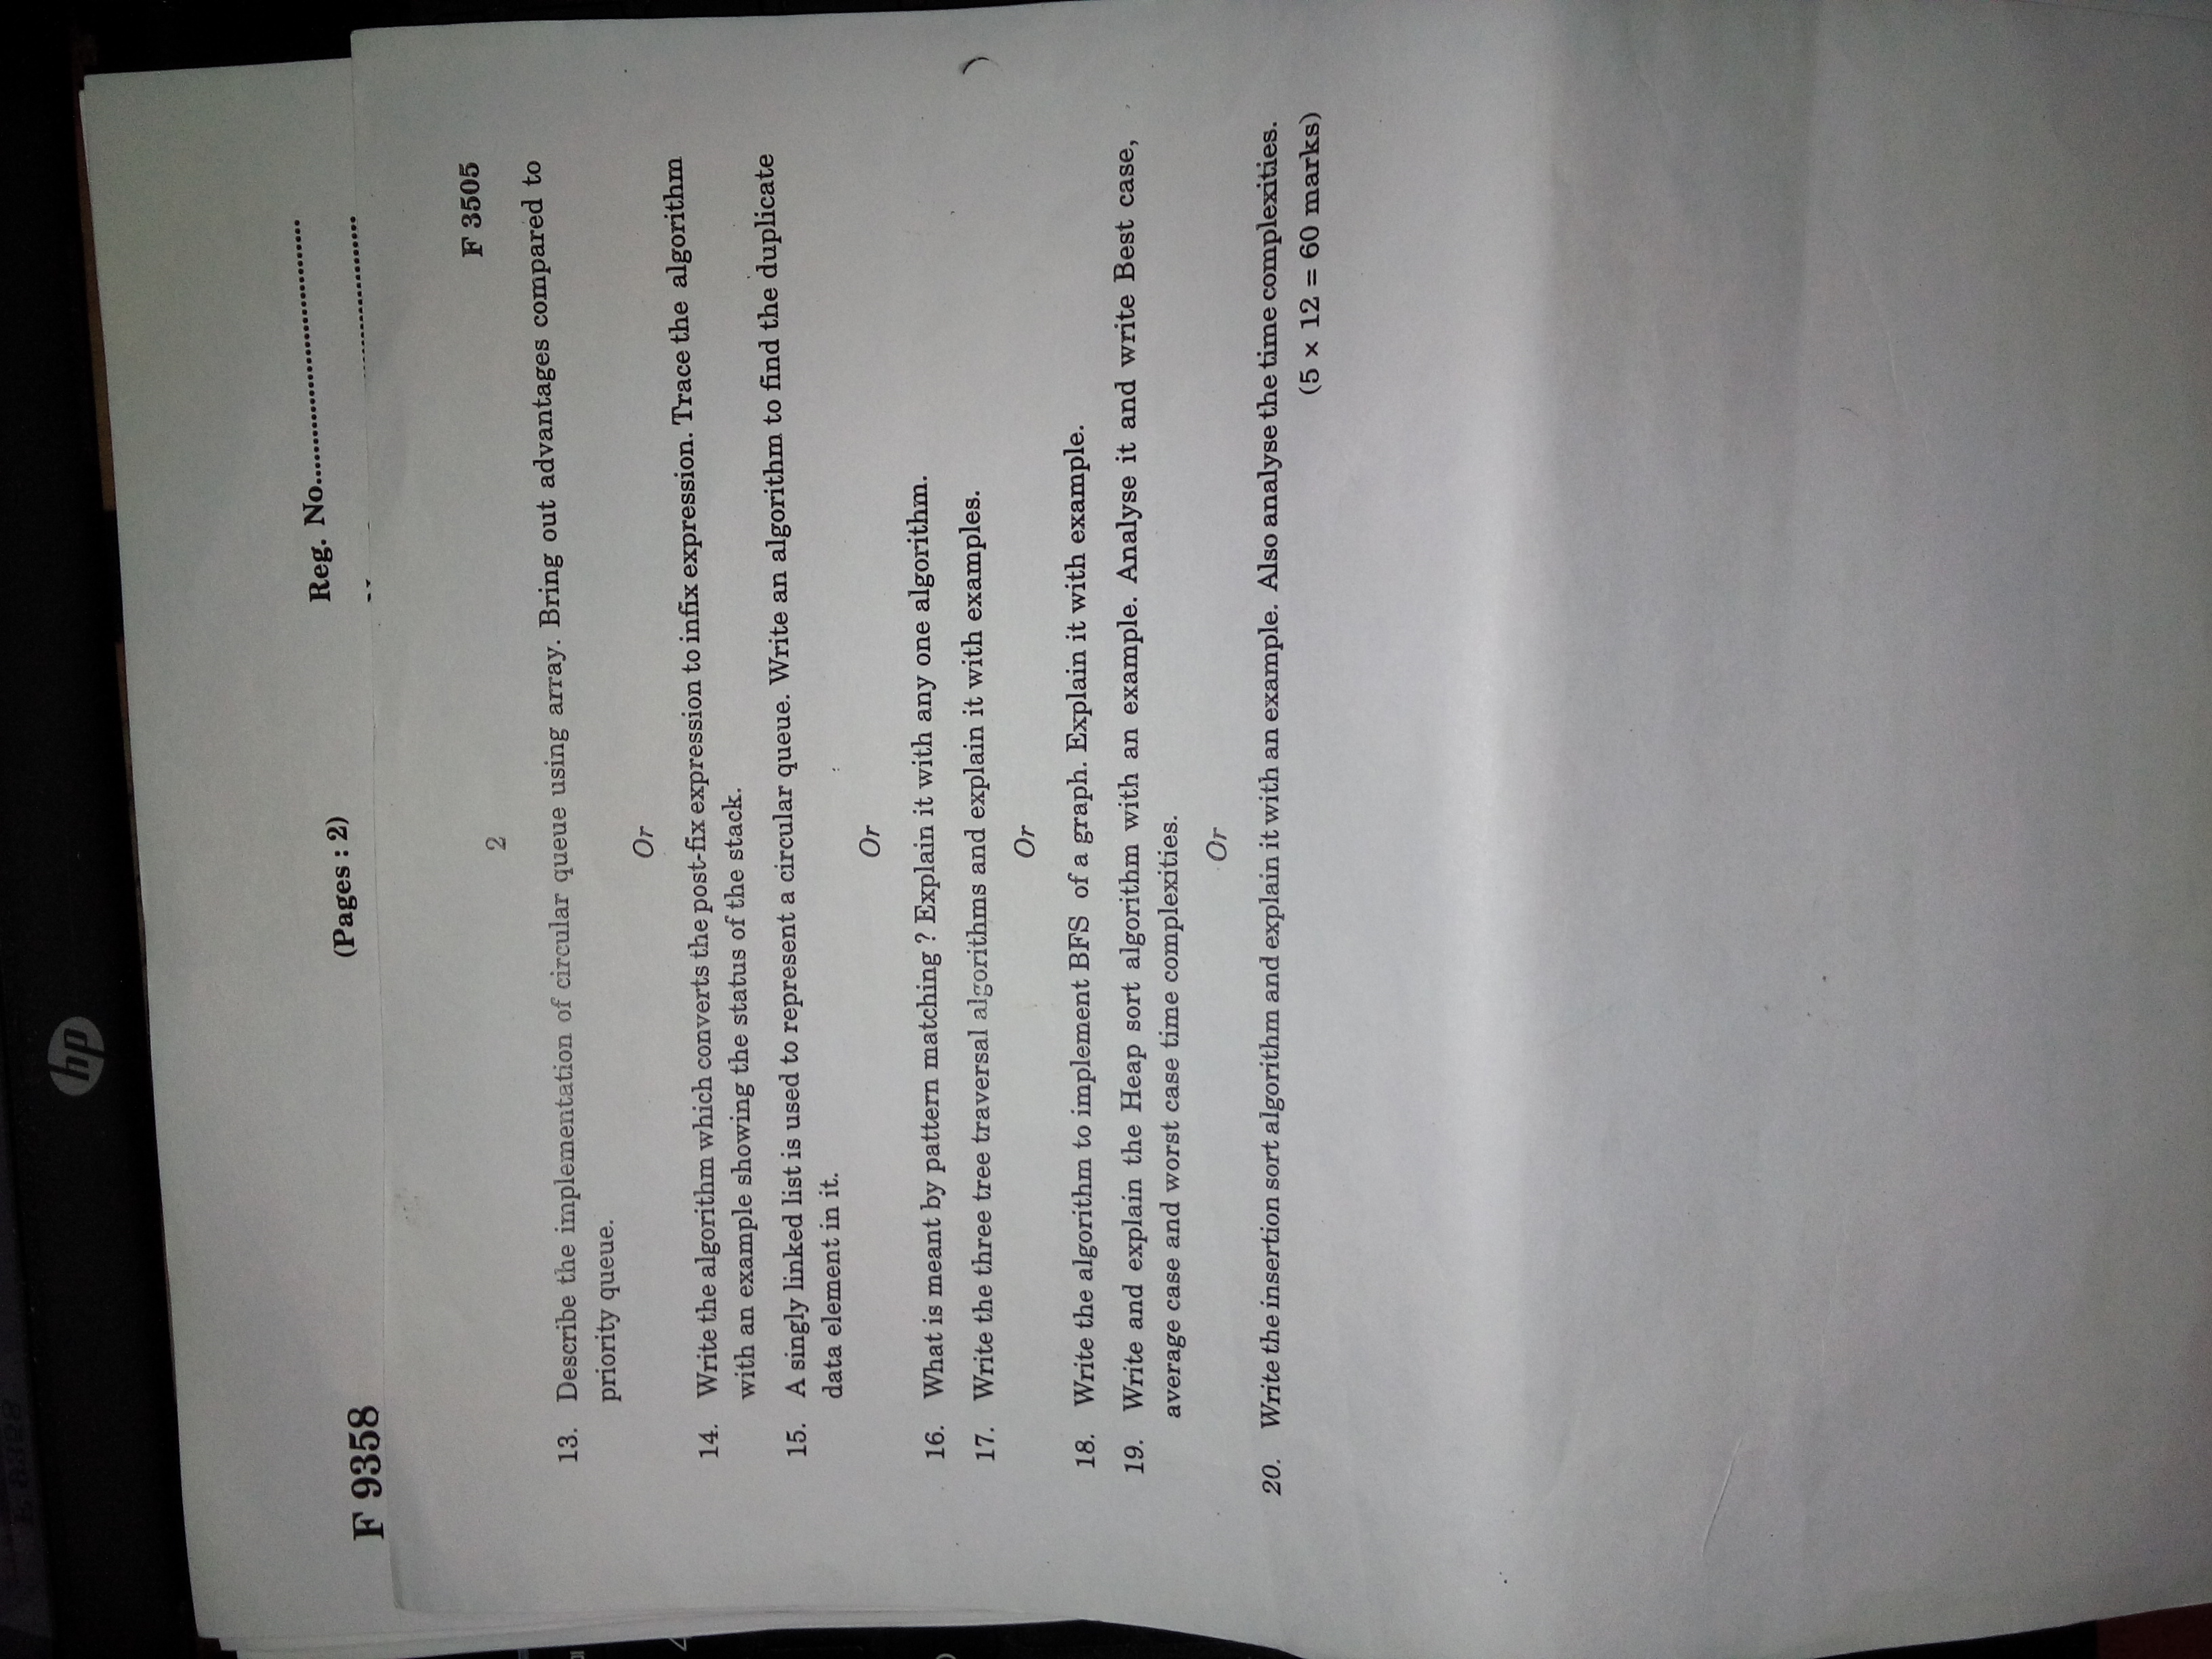 hp
Reg. No..................................
(Pages : 2)
F 9358
F 3505
2
13. Describe the implementation of circular queue using array. Bring out advantages compared to
priority queue.
Or
14. Write the algorithm which converts the post-fix expression to infix expression. Trace the algorithm
with an example showing the status of the stack.
15. A singly linked list is used to represent a circular queue. Write an algorithm to find the duplicate
data element in it.
Or
16. What is meant by pattern matching ? Explain it with any one algorithm.
17. Write the three tree traversal algorithms and explain it with examples.
Or
18. Write the algorithm to implement BFS of a graph. Explain it with example.
19. Write and explain the Heap sort algorithm with an example. Analyse it and write Best case,
average case and worst case time complexities.
Or
20. Write the insertion sort algorithm and explain it with an example. Also analyse the time complexities.
(5 × 12 = 60 marks)